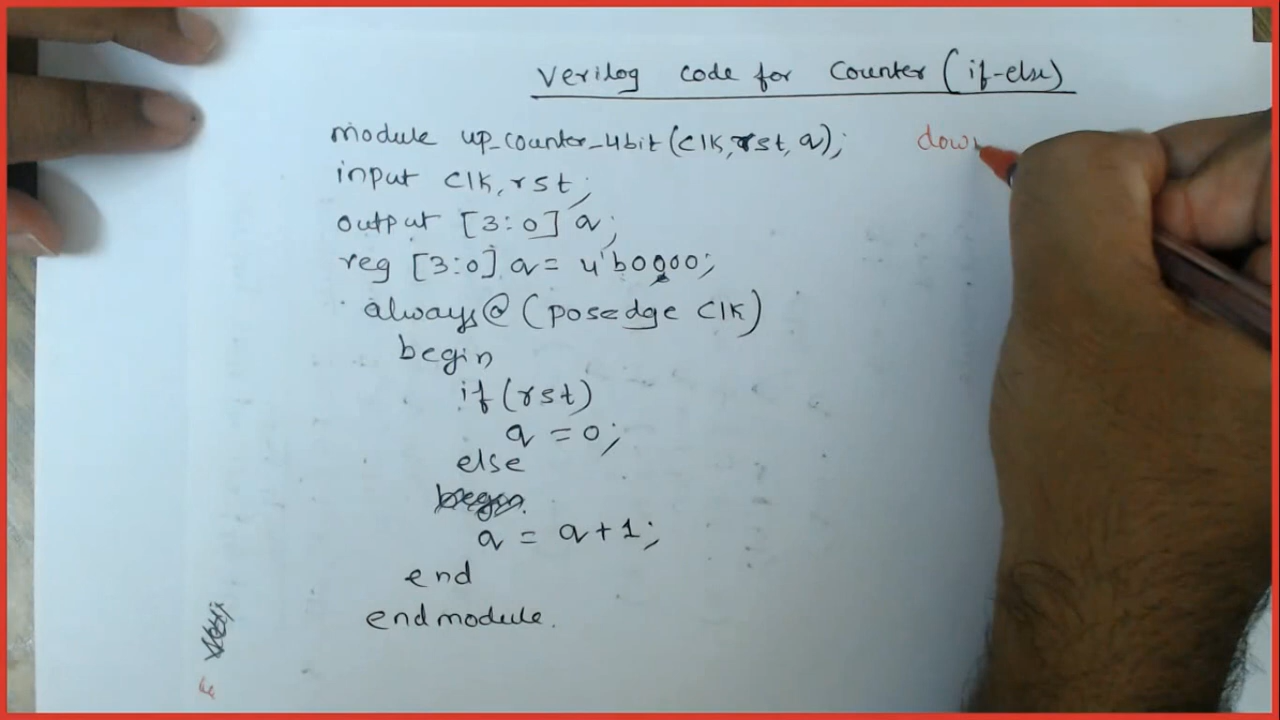 Verilog code for Counter (if-else)
module up_counter_4bit(clk, rst, q);
dow
input clk, rst;
output [3:0] q;
reg [3:0] q = 4'b0000;
always@ (posedge clk)
begin
if (rst)
q = 0;
else
q = q+1;
end
endmodule.